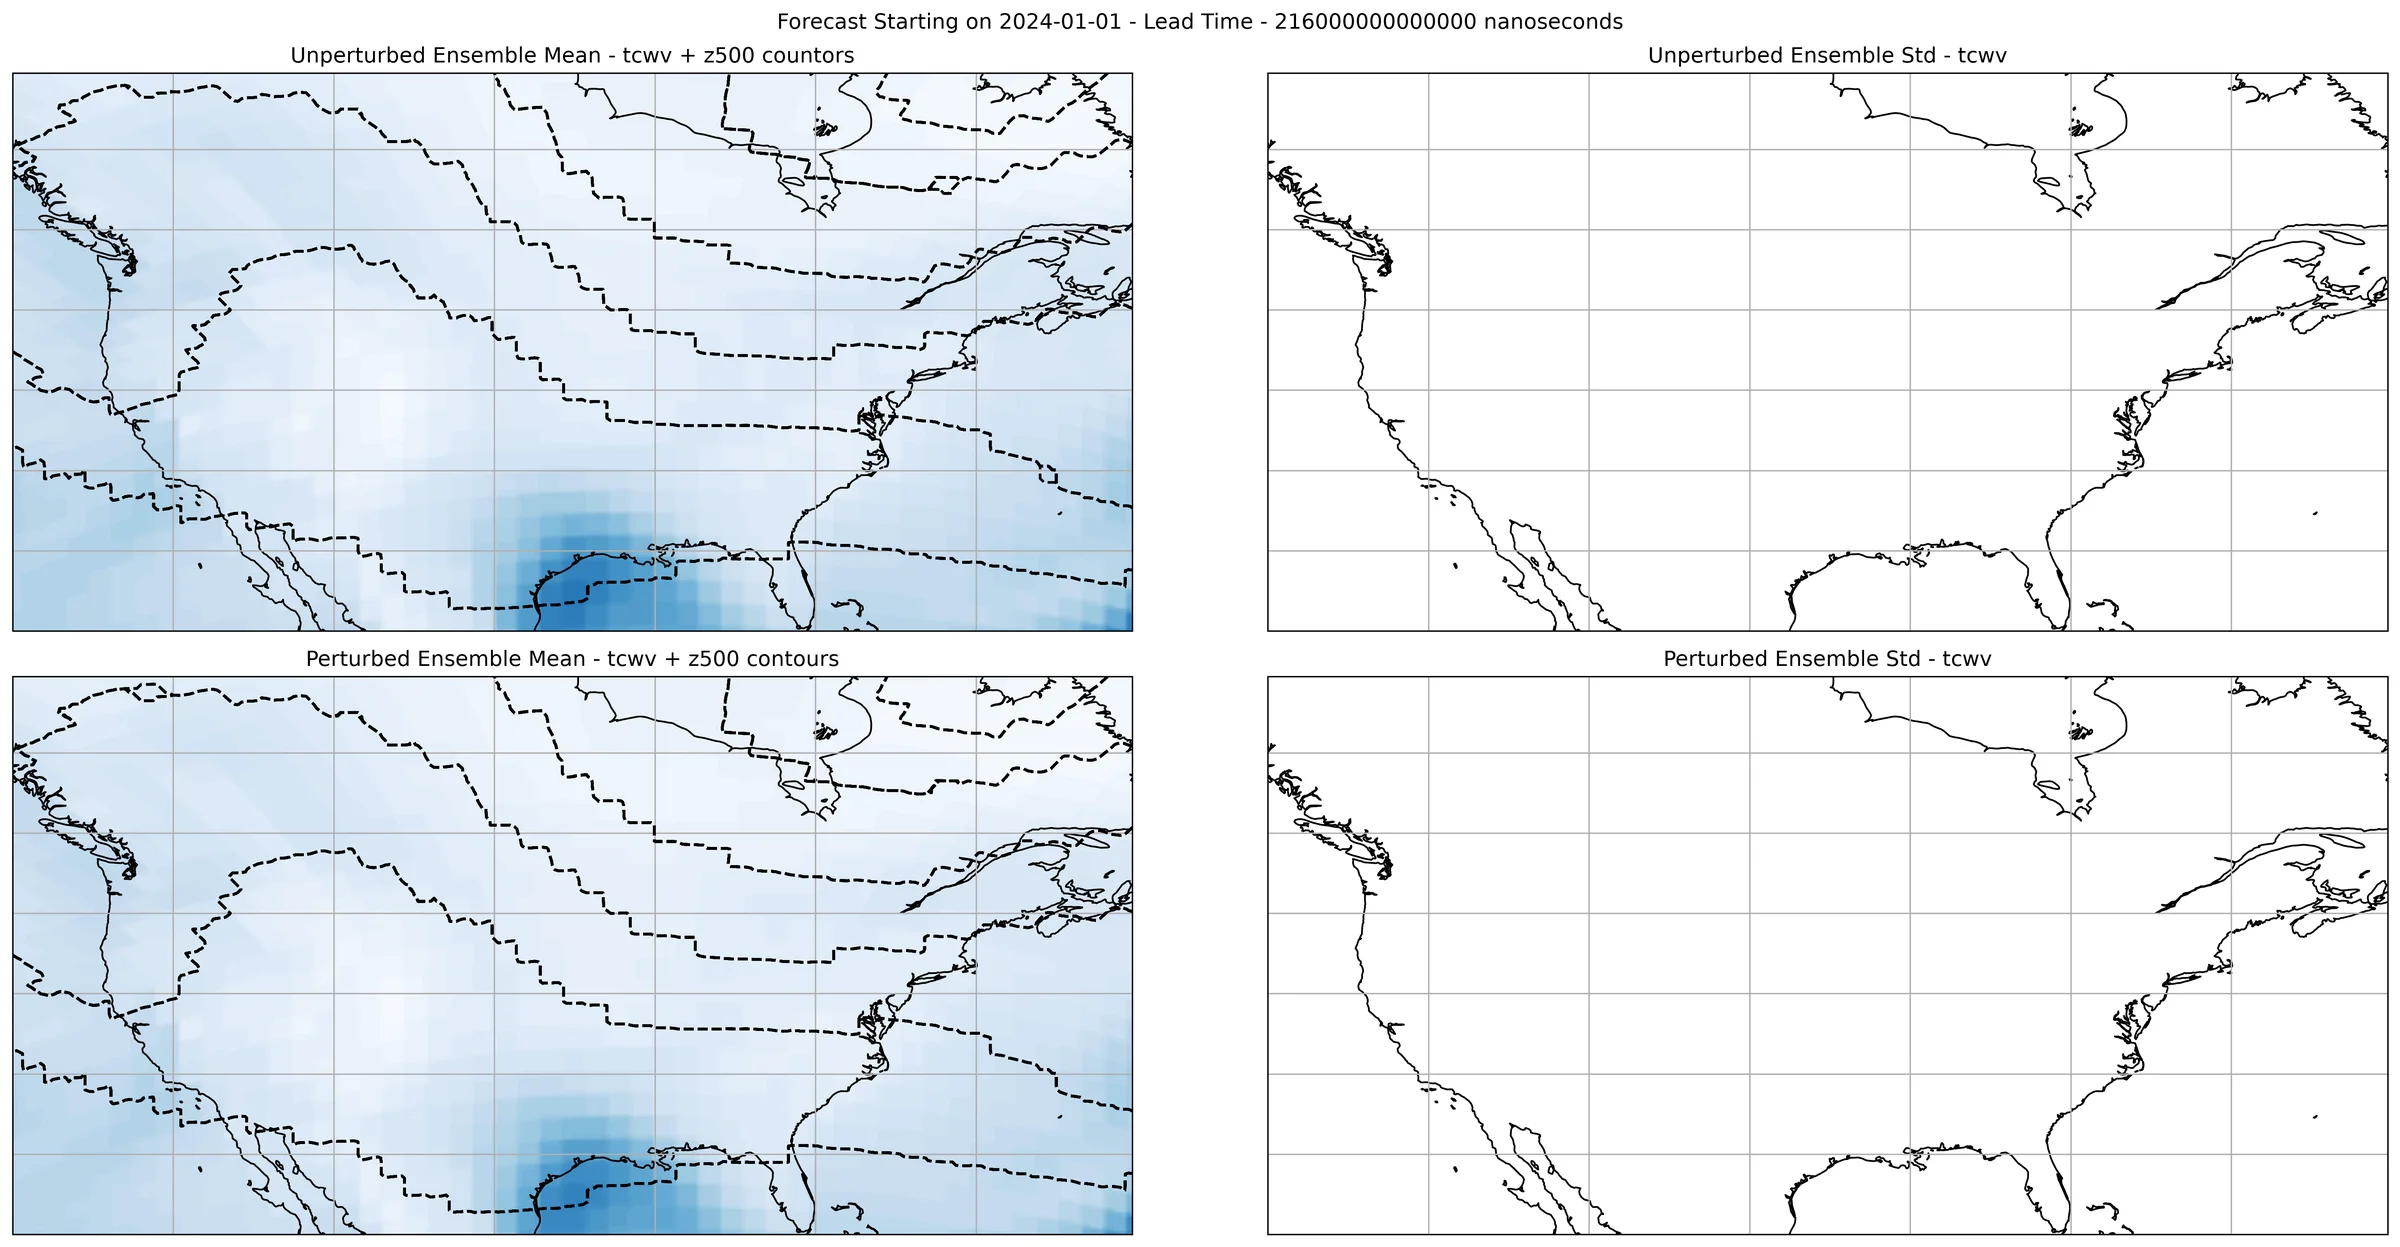 Forecast Starting on 2024-01-01 - Lead Time - 216000000000000 nanoseconds
Unperturbed Ensemble Mean - tcwv + z500 countors
Unperturbed Ensemble Std - tcwv
Perturbed Ensemble Mean - tcwv + z500 contours
Perturbed Ensemble Std - tcwv